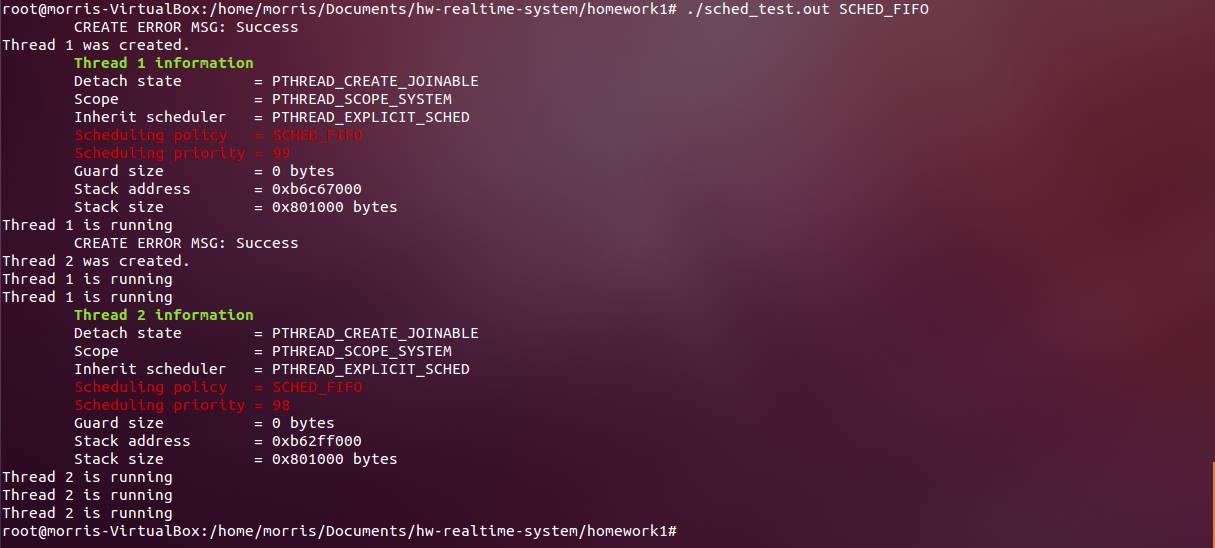 root@morris-VirtualBox:/home/morris/Documents/hw-realtime-system/homework1# ./sched_test.out SCHED_FIFO
        CREATE ERROR MSG: Success
Thread 1 was created.
        Thread 1 information
        Detach state        = PTHREAD_CREATE_JOINABLE
        Scope               = PTHREAD_SCOPE_SYSTEM
        Inherit scheduler   = PTHREAD_EXPLICIT_SCHED
        Scheduling policy   = SCHED_FIFO
        Scheduling priority = 99
        Guard size          = 0 bytes
        Stack address       = 0xb6c67000
        Stack size          = 0x801000 bytes
Thread 1 is running
        CREATE ERROR MSG: Success
Thread 2 was created.
Thread 1 is running
Thread 1 is running
        Thread 2 information
        Detach state        = PTHREAD_CREATE_JOINABLE
        Scope               = PTHREAD_SCOPE_SYSTEM
        Inherit scheduler   = PTHREAD_EXPLICIT_SCHED
        Scheduling policy   = SCHED_FIFO
        Scheduling priority = 98
        Guard size          = 0 bytes
        Stack address       = 0xb62ff000
        Stack size          = 0x801000 bytes
Thread 2 is running
Thread 2 is running
Thread 2 is running
root@morris-VirtualBox:/home/morris/Documents/hw-realtime-system/homework1#